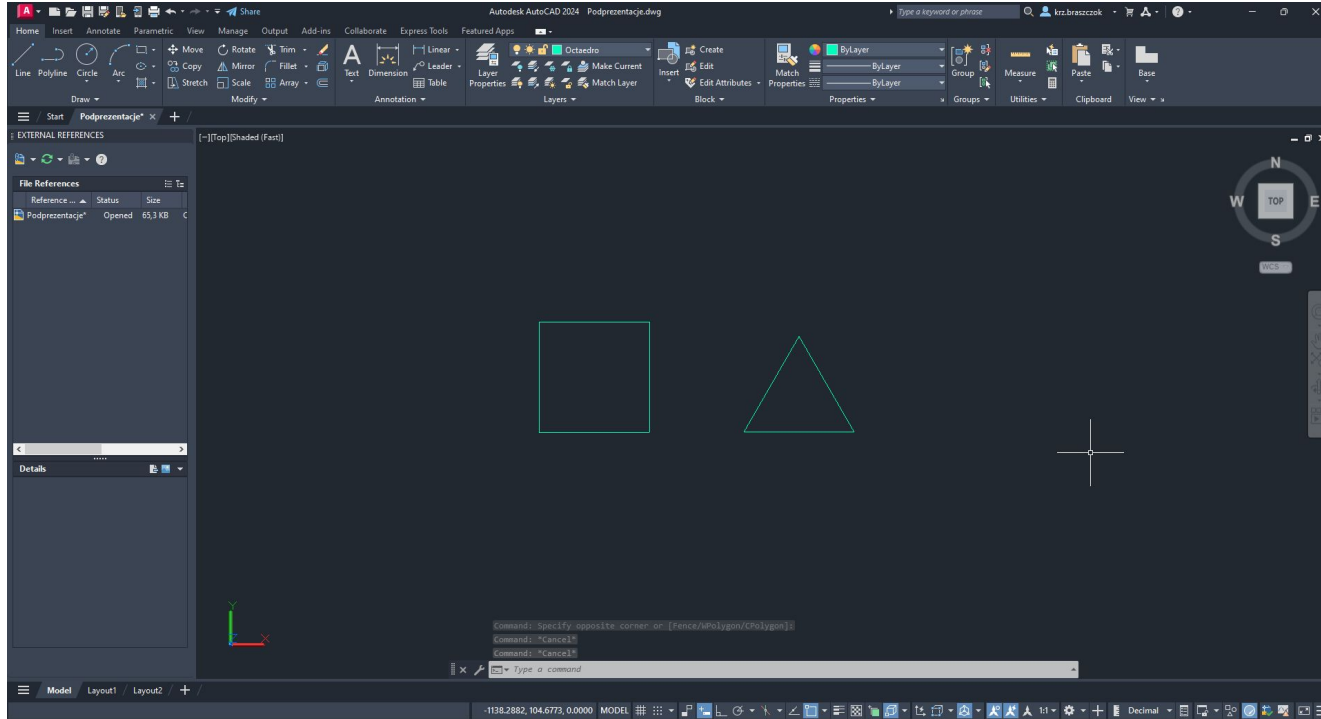 A Share Autodesk AutoCAD 2024 Podprezentacje.dwg Type a keyword or phrase krz.braszczok
Home Insert Annotate Parametric View Manage Output Add-ins Collaborate Express Tools Featured Apps
Move Rotate Trim Linear Octaedro Create ByLayer
Copy Mirror Fillet Leader Make Current Edit ByLayer
Line Polyline Circle Arc Text Dimension Layer Properties Insert Match Properties Group Measure Paste Base
Stretch Scale Array Table Match Layer Edit Attributes ByLayer
Draw Modify Annotation Layers Block Properties Groups Utilities Clipboard View
Start Podprezentacje*
EXTERNAL REFERENCES [−][Top][Shaded (Fast)]
File References
Reference ... Status Size
Podprezentacje* Opened 65,3 KB C
N
W TOP E
S
WCS
Details
Y
X
Command: Specify opposite corner or [Fence/WPolygon/CPolygon]:
Command: *Cancel*
Command: *Cancel*
Type a command
Model Layout1 Layout2
-1138.2882, 104.6773, 0.0000 MODEL 1:1 Decimal